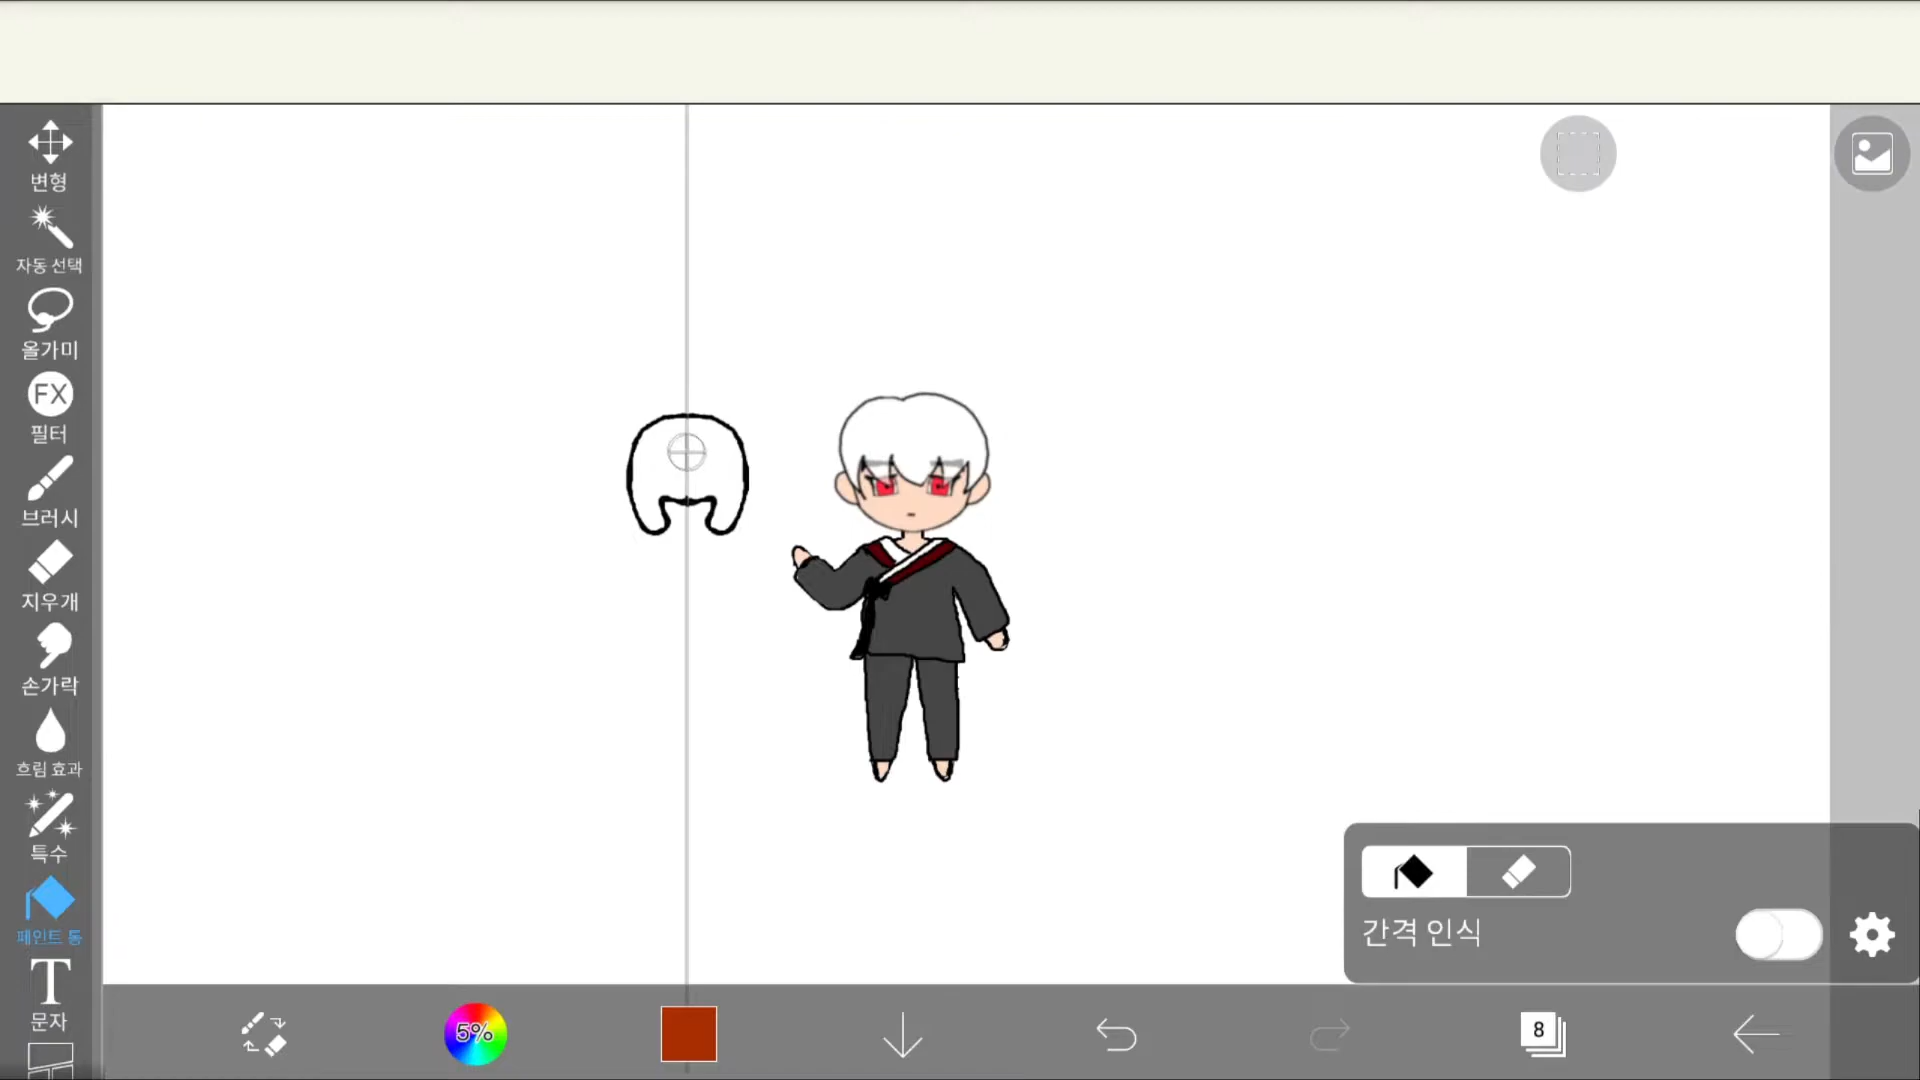 변형
자동 선택
올가미
FX
필터
브러시
지우개
손가락
흐림 효과
특수
페인트 통
T
문자
간격 인식
5%
8